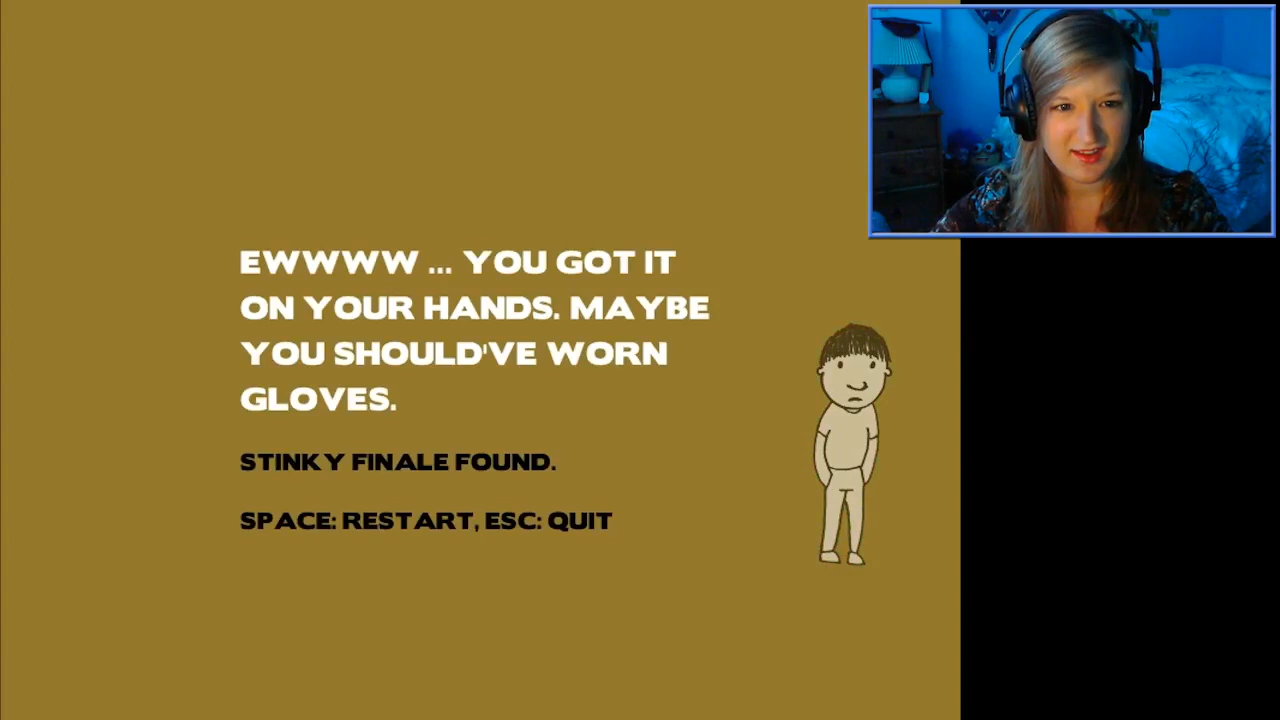 EWWWW ... YOU GOT IT
ON YOUR HANDS. MAYBE
YOU SHOULD'VE WORN
GLOVES.
STINKY FINALE FOUND.
SPACE: RESTART, ESC: QUIT